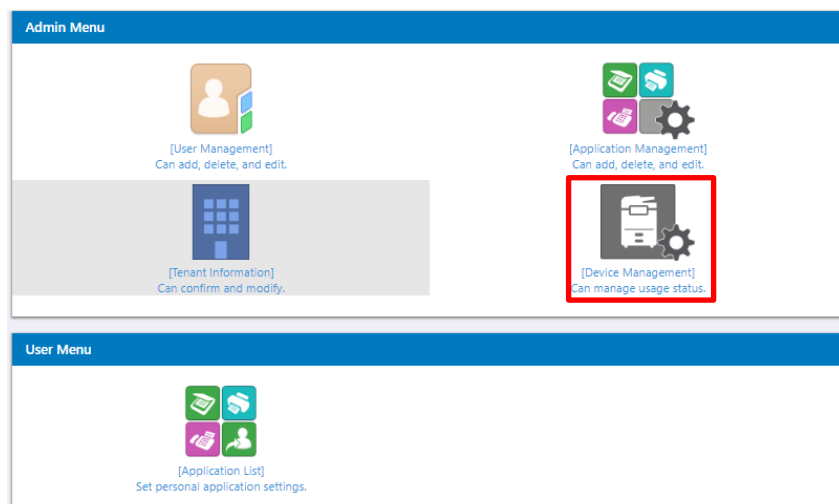 Admin Menu
[User Management]
Can add, delete, and edit.
[Application Management]
Can add, delete, and edit.
[Tenant Information]
Can confirm and modify.
[Device Management]
Can manage usage status.
User Menu
[Application List]
Set personal application settings.